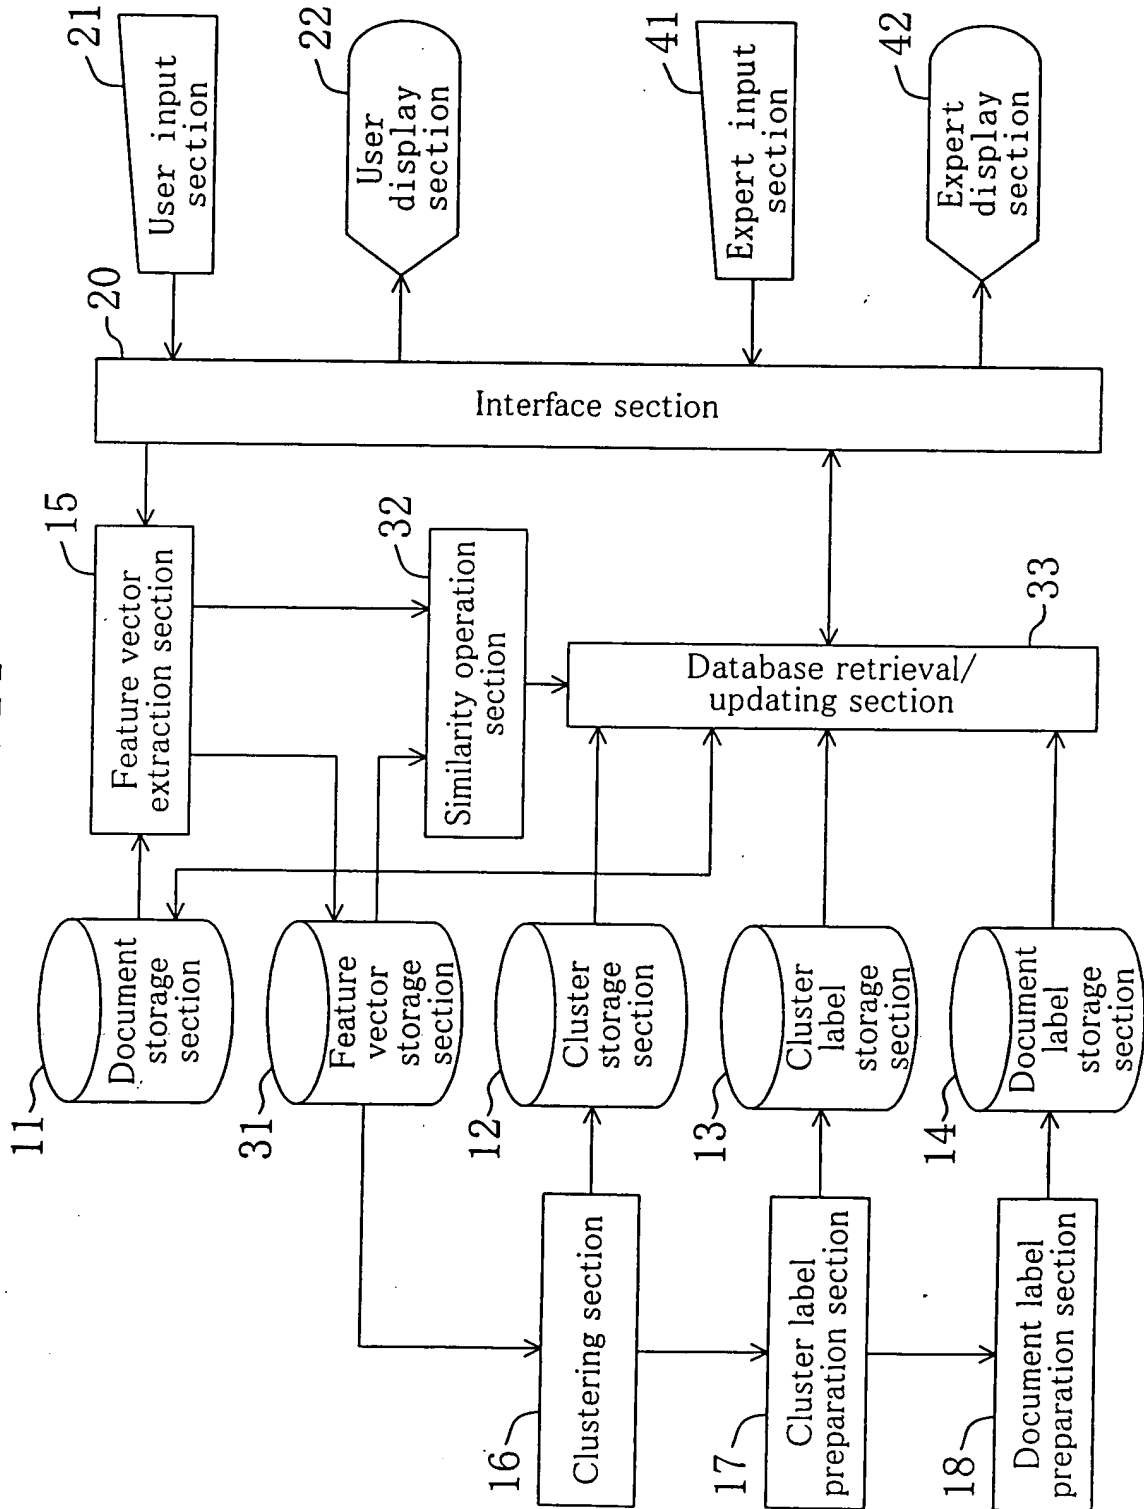 11
Document
storage
section
15
Feature vector
extraction section
20
Interface section
21
User input
section
22
User
display
section
31
Feature
vector
storage
section
32
Similarity operation
section
16
Clustering section
12
Cluster
storage
section
33
Database retrieval/
updating section
41
Expert input
section
17
Cluster label
preparation section
13
Cluster
label
storage
section
42
Expert
display
section
18
Document label
preparation section
14
Document
label
storage
section